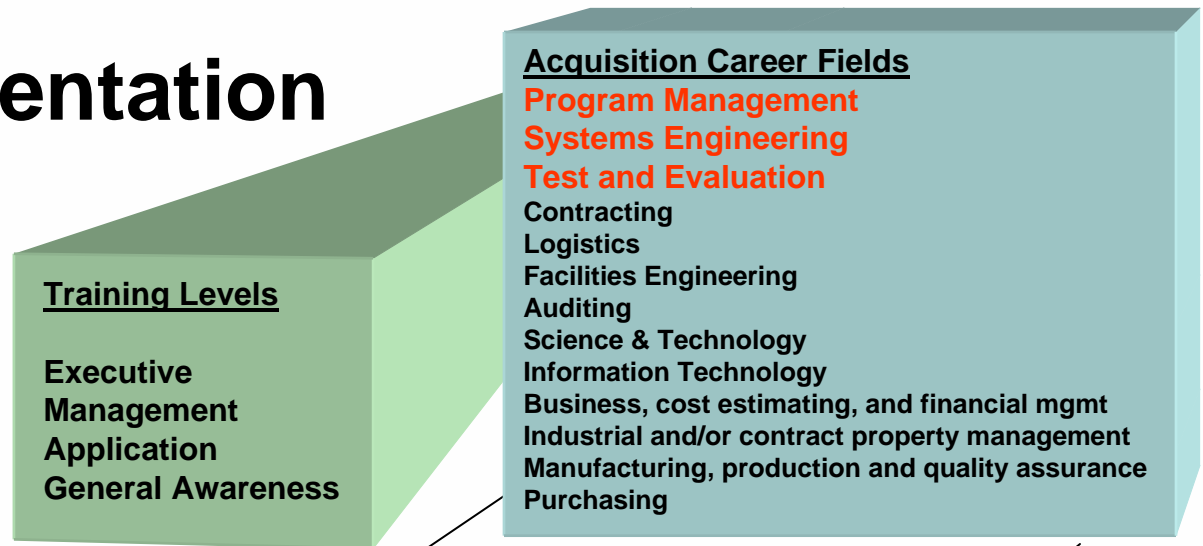 entation
Training Levels
Executive
Management
Application
General Awareness
Acquisition Career Fields
Program Management
Systems Engineering
Test and Evaluation
Contracting
Logistics
Facilities Engineering
Auditing
Science & Technology
Information Technology
Business, cost estimating, and financial mgmt
Industrial and/or contract property management
Manufacturing, production and quality assurance
Purchasing